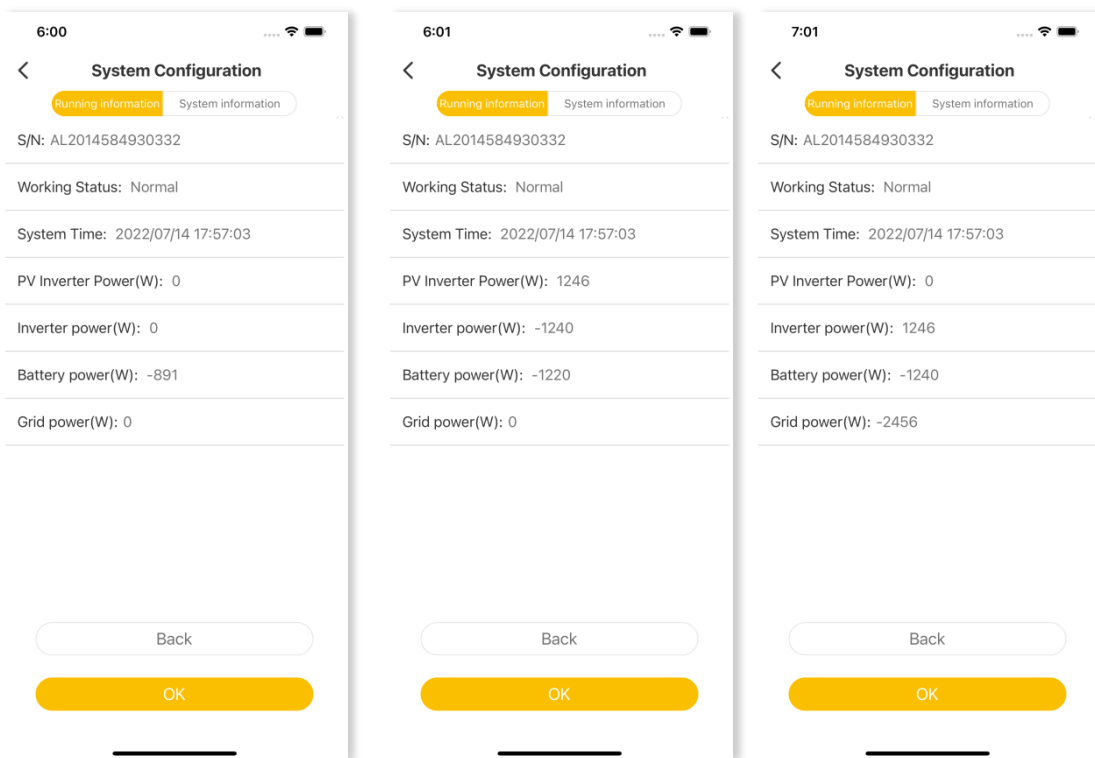 6:00
System Configuration
Running information System information
S/N: AL2014584930332
Working Status: Normal
System Time: 2022/07/14 17:57:03
PV Inverter Power(W): 0
Inverter power(W): 0
Battery power(W): -891
Grid power(W): 0
Back
OK
6:01
System Configuration
Running information System information
S/N: AL2014584930332
Working Status: Normal
System Time: 2022/07/14 17:57:03
PV Inverter Power(W): 1246
Inverter power(W): -1240
Battery power(W): -1220
Grid power(W): 0
Back
OK
7:01
System Configuration
Running information System information
S/N: AL2014584930332
Working Status: Normal
System Time: 2022/07/14 17:57:03
PV Inverter Power(W): 0
Inverter power(W): 1246
Battery power(W): -1240
Grid power(W): -2456
Back
OK